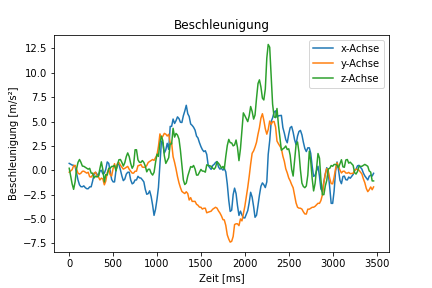 Beschleunigung
Beschleunigung [m/s²]
12.5
10.0
7.5
5.0
2.5
0.0
−2.5
−5.0
−7.5
x-Achse
y-Achse
z-Achse
0 500 1000 1500 2000 2500 3000 3500
Zeit [ms]